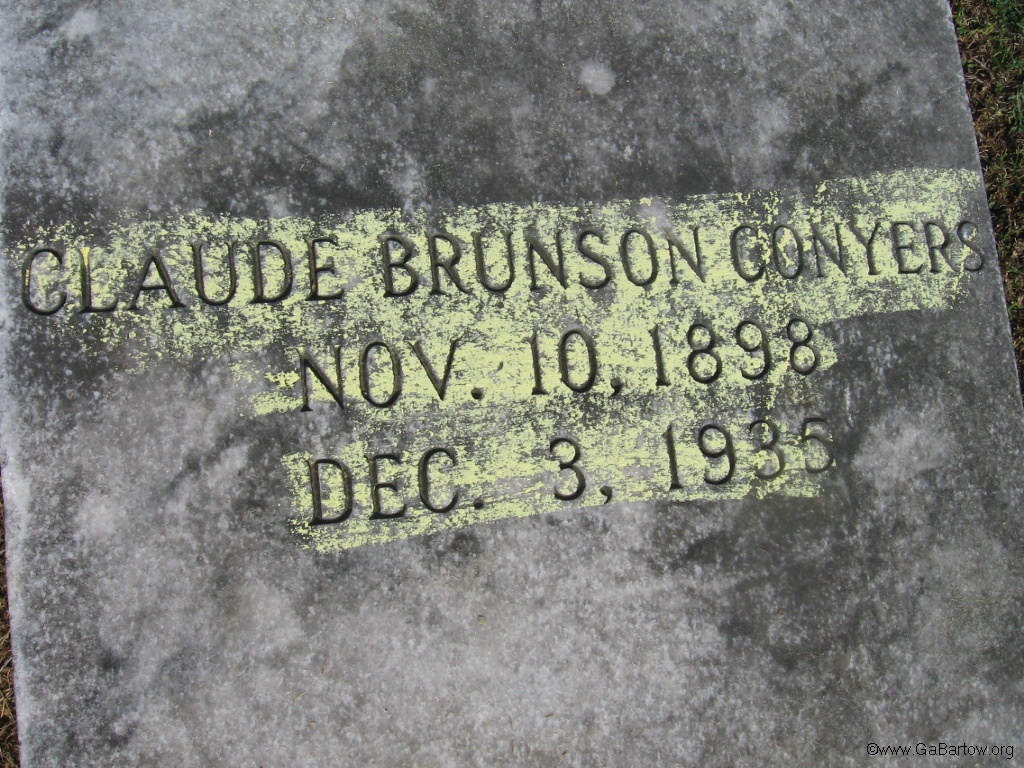 CLAUDE BRUNSON CONYERS
NOV. 10, 1898
DEC. 3, 1935
©www.GaBartow.org